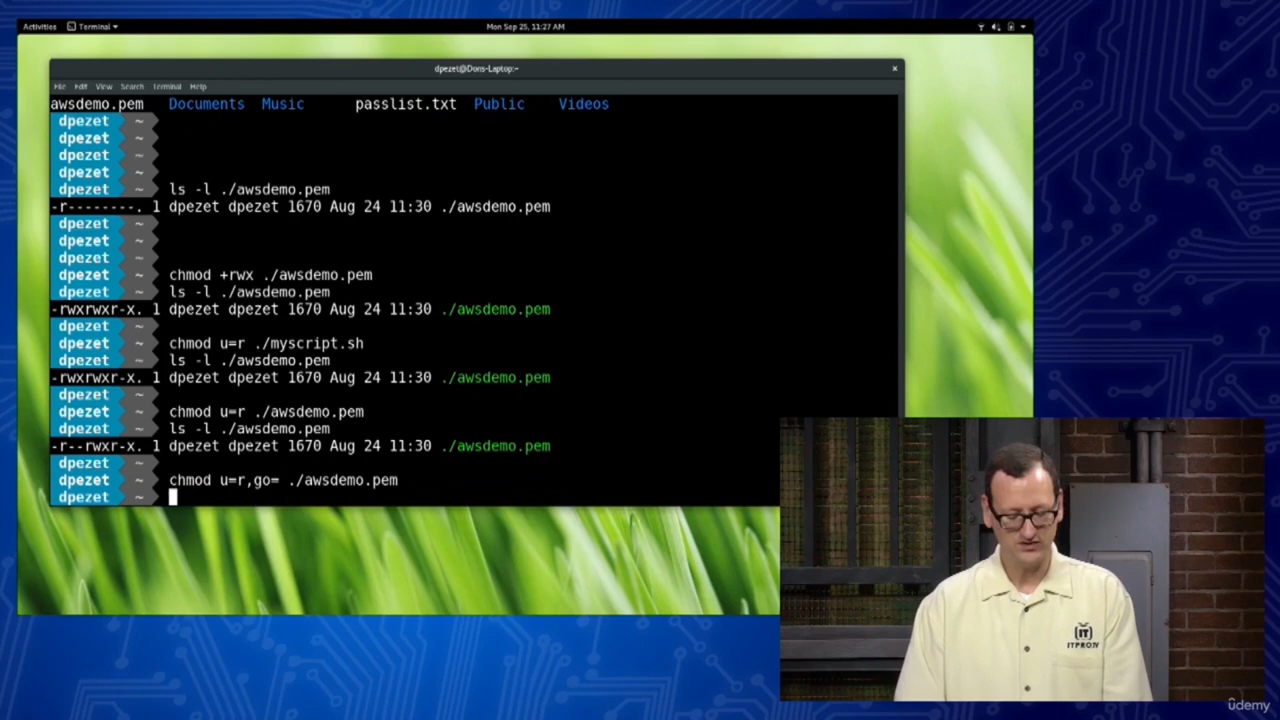 Activities Terminal Mon Sep 25, 11:27 AM
dpezet@Dons-Laptop:~ ×
File Edit View Search Terminal Help
awsdemo.pem Documents Music passlist.txt Public Videos
dpezet ~
dpezet ~
dpezet ~
dpezet ~
dpezet ~ ls -l ./awsdemo.pem
-r--------. 1 dpezet dpezet 1670 Aug 24 11:30 ./awsdemo.pem
dpezet ~
dpezet ~
dpezet ~
dpezet ~ chmod +rwx ./awsdemo.pem
dpezet ~ ls -l ./awsdemo.pem
-rwxrwxr-x. 1 dpezet dpezet 1670 Aug 24 11:30 ./awsdemo.pem
dpezet ~
dpezet ~ chmod u=r ./myscript.sh
dpezet ~ ls -l ./awsdemo.pem
-rwxrwxr-x. 1 dpezet dpezet 1670 Aug 24 11:30 ./awsdemo.pem
dpezet ~
dpezet ~ chmod u=r ./awsdemo.pem
dpezet ~ ls -l ./awsdemo.pem
-r--rwxr-x. 1 dpezet dpezet 1670 Aug 24 11:30 ./awsdemo.pem
dpezet ~
dpezet ~ chmod u=r,go= ./awsdemo.pem
dpezet ~
IT
ITPRO.TV
ûdemy